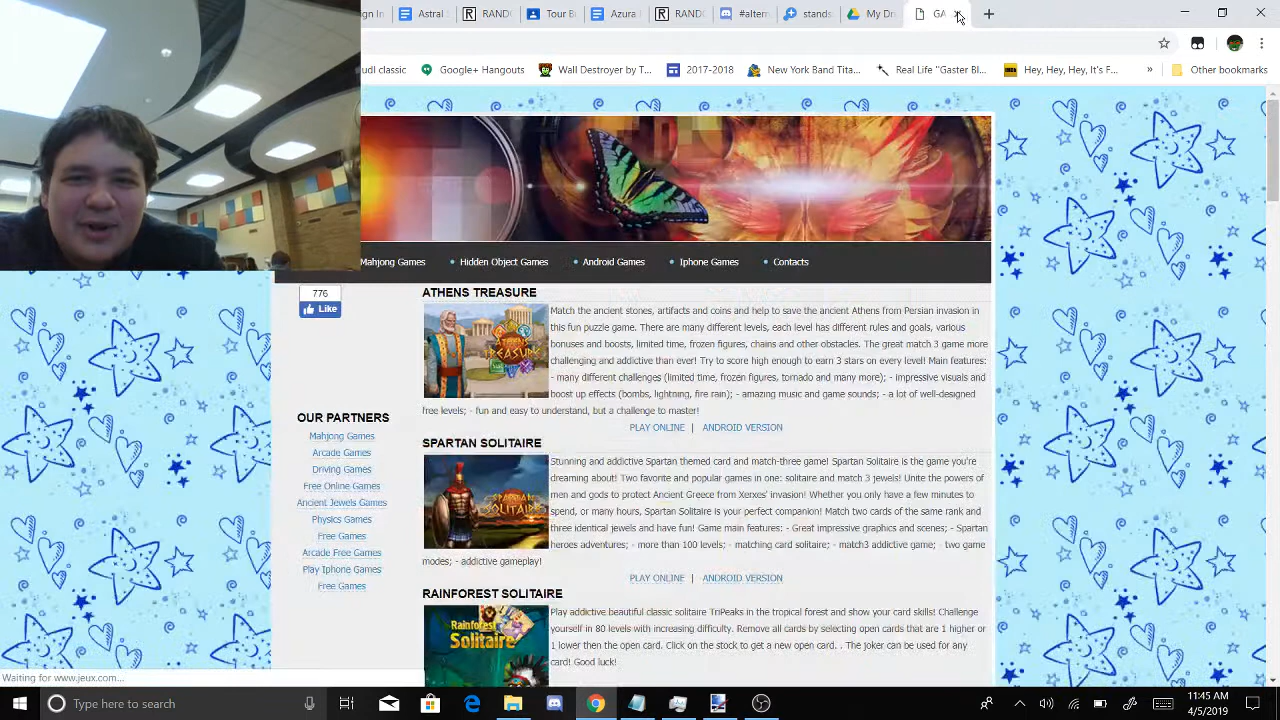 gn In
Astral
RAND
Tour B
Azura
RAND
#altern
stands
My Dr
GA
udl classic
Google+ Hangouts
Wall Destroyer by T...
2017-2018
New York Band Tita...
Real Life "Gaster Bl...
Hey, Hey, Hey, It's F...
»
Other bookmarks
Mahjong Games
Hidden Object Games
Android Games
Iphone Games
Contacts
776
Like
OUR PARTNERS
Mahjong Games
Arcade Games
Driving Games
Free Online Games
Ancient Jewels Games
Physics Games
Free Games
Arcade Free Games
Play Iphone Games
Free Games
ATHENS TREASURE
ATHENS
TREASURE
Match the ancient stones, artifacts and coins and help to save the ancient Athens from Persian invasion in
this fun puzzle game. There are many different levels, each level has different rules and goals, various
bonuses and boosts, limited time, frozen figures, chains and other obstacles. The great match 3 game more
challenging and addictive than ever! Try to score high enough to earn 3 stars on every level! Main features:
- many different challenges (limited time, frozen figures, tornado and many more); - impressive visuals and
boost up effects (bombs, lightning, fire rain); - amazing music and game sounds; - a lot of well-designed
free levels; - fun and easy to understand, but a challenge to master!
PLAY ONLINE | ANDROID VERSION
SPARTAN SOLITAIRE
SPARTAN
SOLITAIRE
Stunning and addictive Spartan themed card and match-three game! Spartan Solitaire is the game you're
dreaming about! Two favorite and popular games in one: solitaire and match 3 jewels! Unite the powers of
men and gods to protect Ancient Greece from Xerxes' invasion! Whether you only have a few minutes to
spend, or many hours, Spartan Solitaire is your perfect companion! Match two cards of the same rank and
three identical jewels and have fun! Game main features: - Great impressive graphics and scenes; - Spartan
heroes adventures; - more than 100 levels; - matching card solitaire; - match3 addictive game; - two game
modes; - addictive gameplay!
PLAY ONLINE | ANDROID VERSION
RAINFOREST SOLITAIRE
Rainforest
Solitaire
Play addictive beautiful classic solitaire TriPeaks in the tropical forest and show your card skills! Challenge
yourself in 80 levels with increasing difficulty. Remove all cards by selecting open cards that are 1 higher or
1 lower then the open card. Click on the stock to get a new open card. . The joker can be used for any
card! Good luck!
Waiting for www.jeux.com...
Type here to search
11:45 AM
4/5/2019